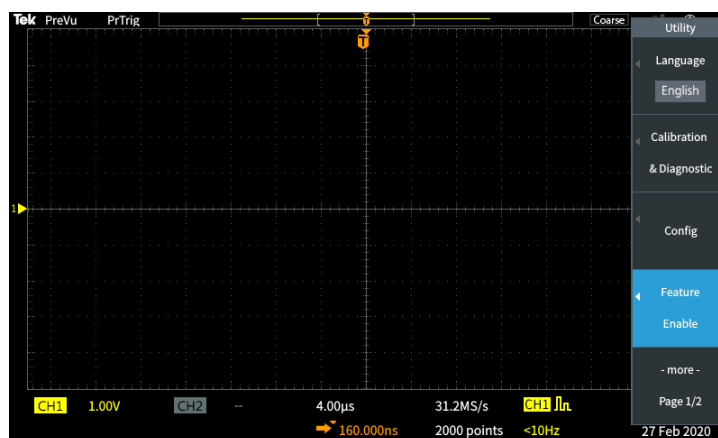 Tek PreVu PrTrig
T
Coarse
Utility
T
Language
English
Calibration
& Diagnostic
1
Config
Feature
Enable
- more -
Page 1/2
CH1 1.00V CH2 -- 4.00µs 31.2MS/s CH1
160.000ns 2000 points <10Hz 27 Feb 2020